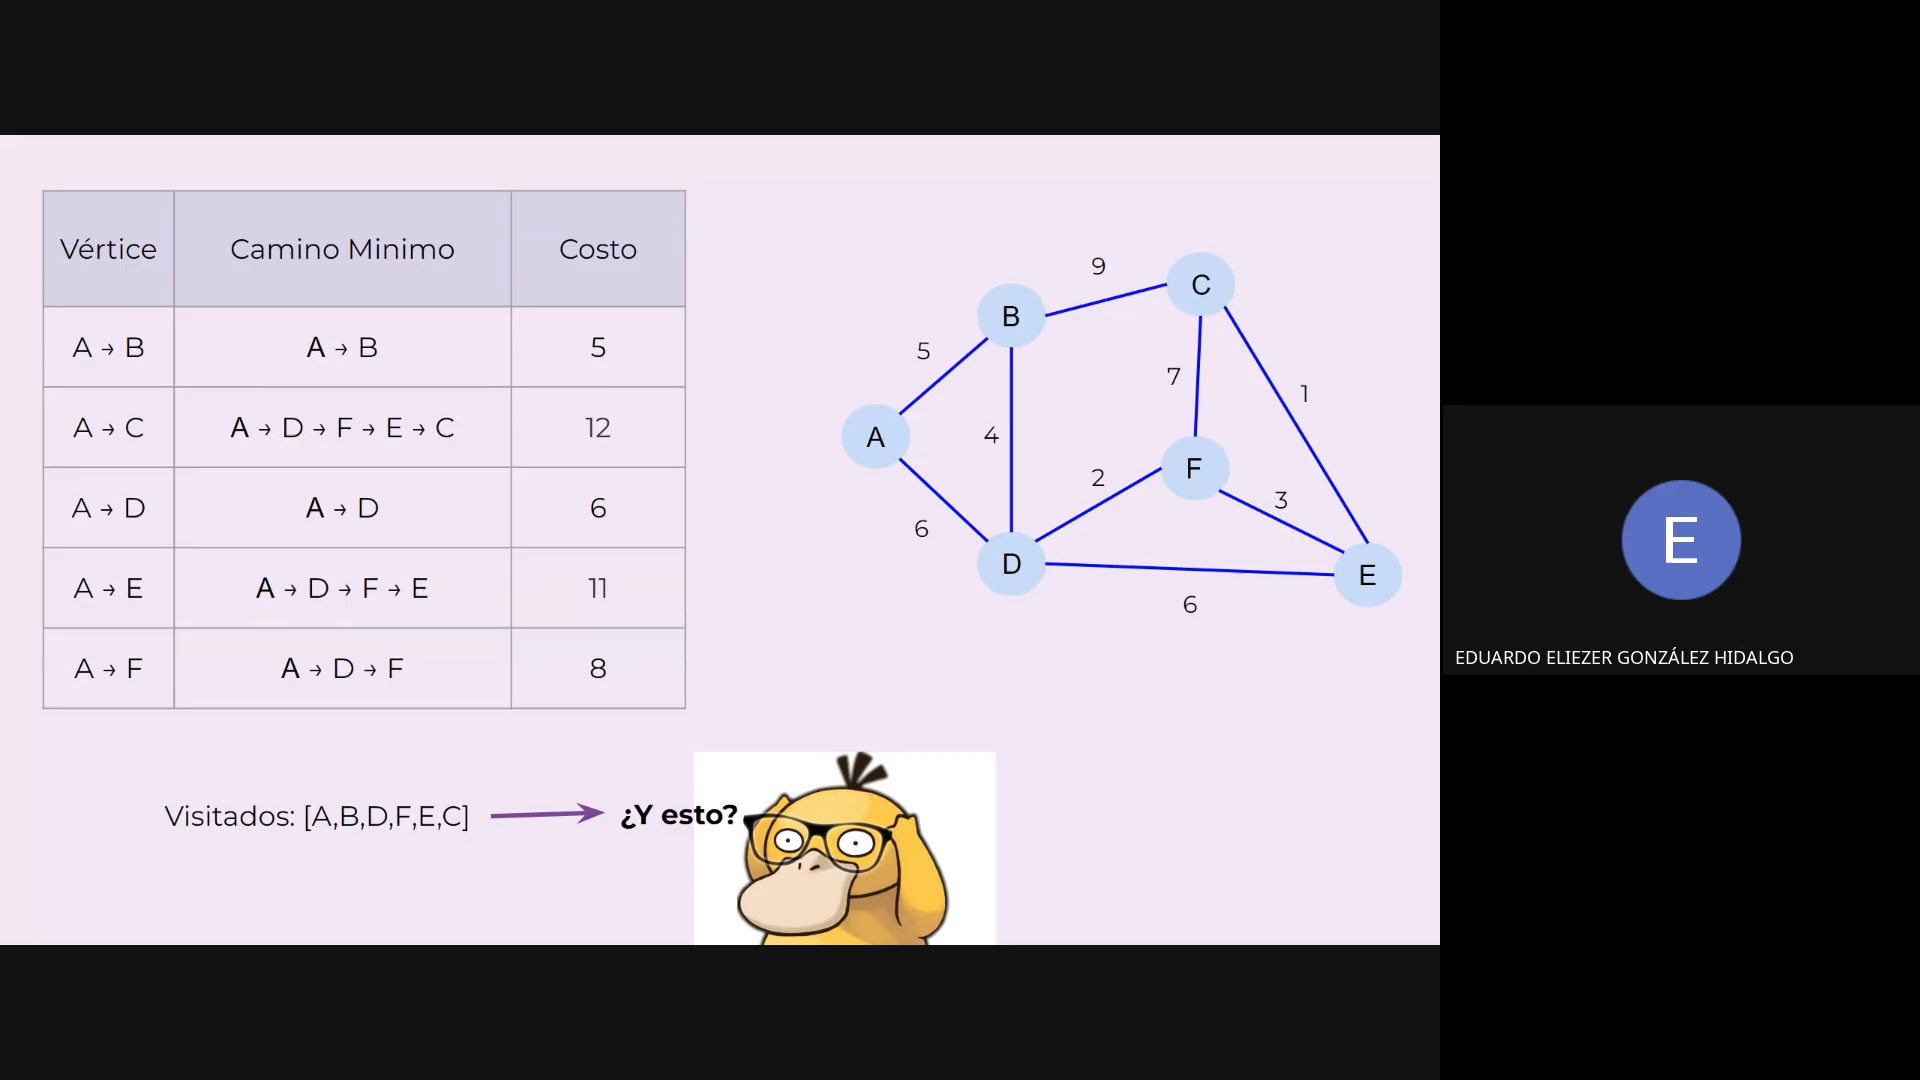 Vértice Camino Minimo Costo
A → B A → B 5
A → C A → D → F → E → C 12
A → D A → D 6
A → E A → D → F → E 11
A → F A → D → F 8
Visitados: [A,B,D,F,E,C] ¿Y esto?
9
C
B
5
7
1
4
A
F
2
3
6
D
E
6
E
EDUARDO ELIEZER GONZÁLEZ HIDALGO